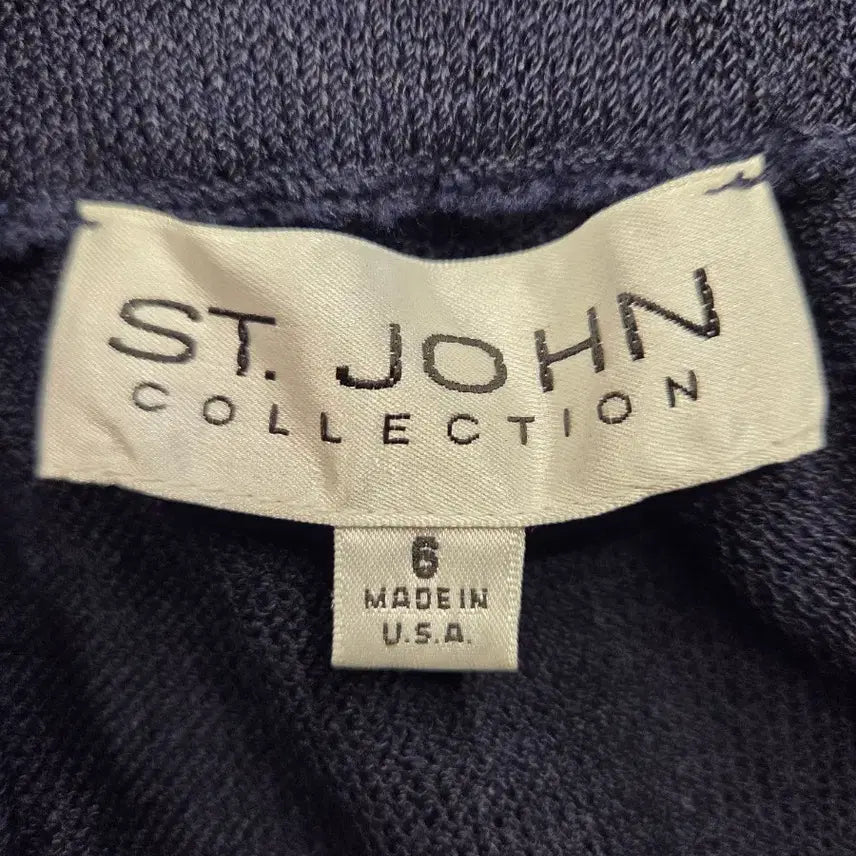 ST. JOHN
COLLECTION
6
MADE IN
U.S.A.